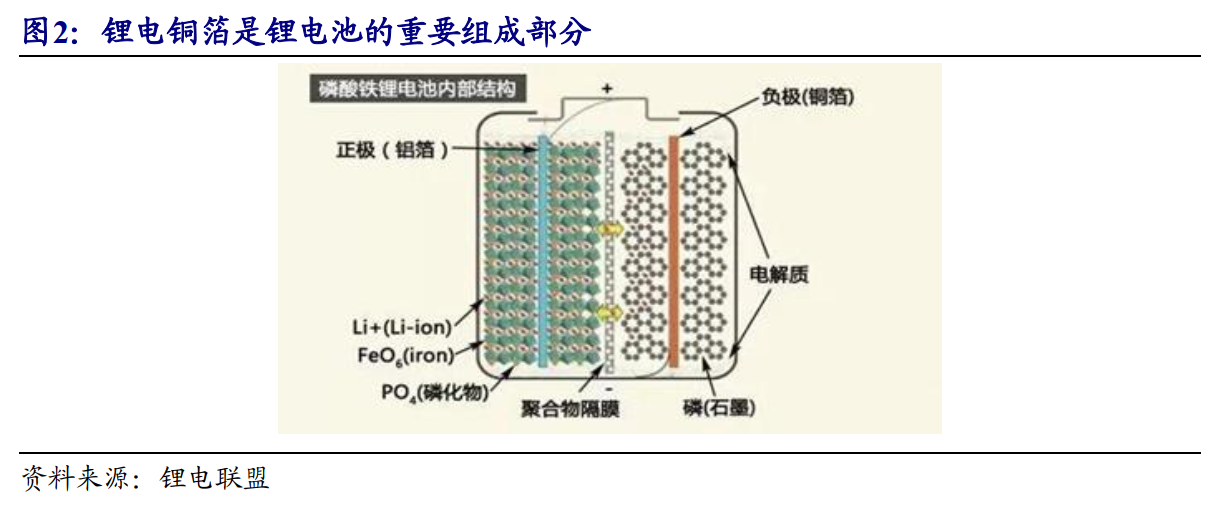 图2：锂电铜箔是锂电池的重要组成部分
磷酸铁锂电池内部结构
+
负极(铜箔)
正极（铝箔）
电解质
Li+(Li-ion)
FeO6(iron)
PO4(磷化物)
-
聚合物隔膜
磷(石墨)
资料来源：锂电联盟